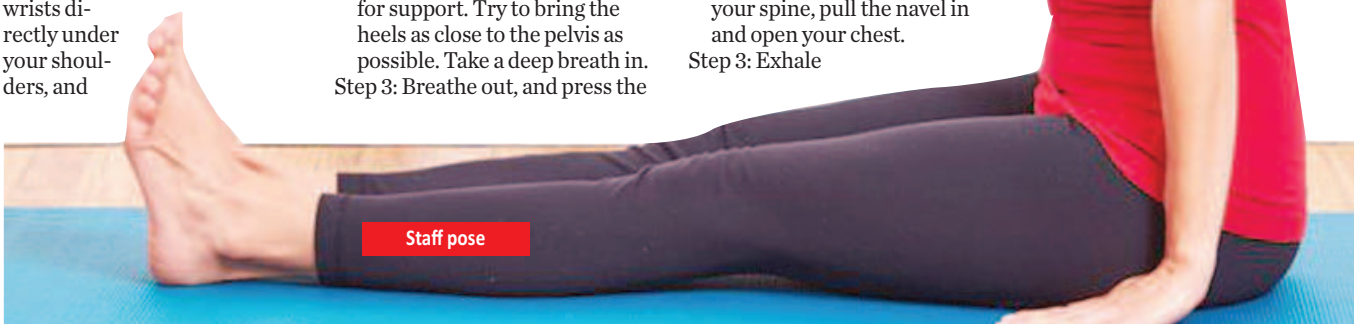 wrists di-
rectly under
your shoul-
ders, and
for support. Try to bring the
heels as close to the pelvis as
possible. Take a deep breath in.
Step 3: Breathe out, and press the
your spine, pull the navel in
and open your chest.
Step 3: Exhale
Staff pose